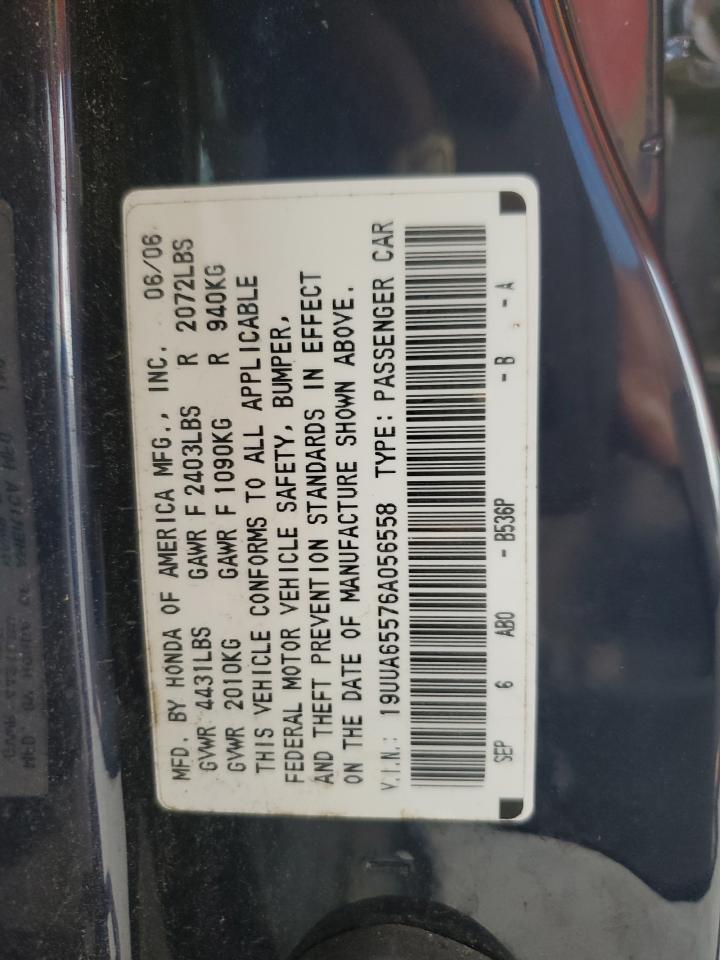 MFD. BY HONDA OF AMERICA MFG., INC. 06/06
GVWR 4431LBS GAWR F 2403LBS R 2072LBS
GVWR 2010KG GAWR F 1090KG R 940KG
THIS VEHICLE CONFORMS TO ALL APPLICABLE
FEDERAL MOTOR VEHICLE SAFETY, BUMPER,
AND THEFT PREVENTION STANDARDS IN EFFECT
ON THE DATE OF MANUFACTURE SHOWN ABOVE.
V.I.N.: 19UUA65576A056558 TYPE: PASSENGER CAR
SEP 6 AB0 - B536P - B - A